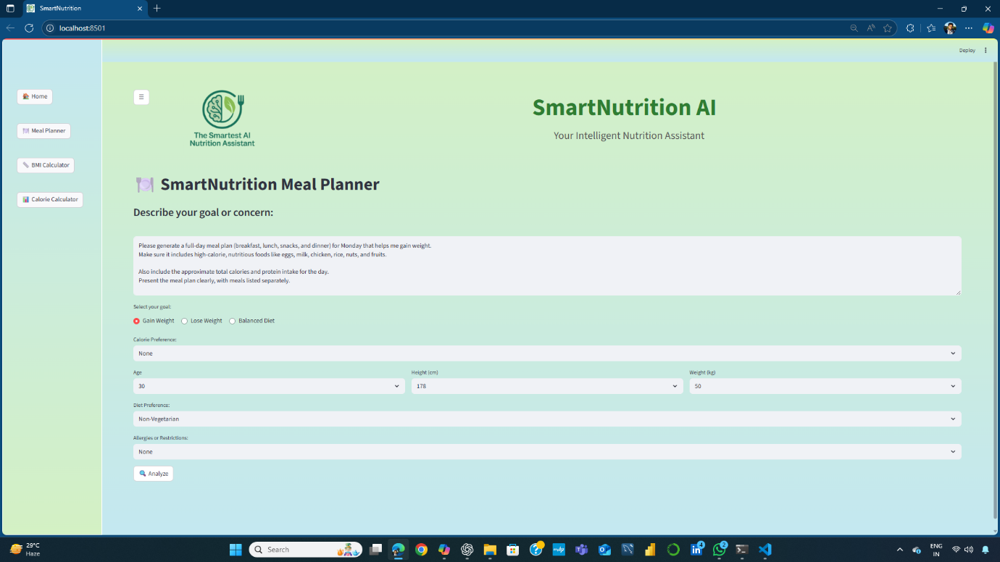 SmartNutrition
localhost:8501
Deploy
Home
Meal Planner
BMI Calculator
Calorie Calculator
The Smartest AI
Nutrition Assistant
SmartNutrition AI
Your Intelligent Nutrition Assistant
SmartNutrition Meal Planner
Describe your goal or concern:
Please generate a full-day meal plan (breakfast, lunch, snacks, and dinner) for Monday that helps me gain weight.
Make sure it includes high-calorie, nutritious foods like eggs, milk, chicken, rice, nuts, and fruits.
Also include the approximate total calories and protein intake for the day.
Present the meal plan clearly, with meals listed separately.
Select your goal:
Gain Weight Lose Weight Balanced Diet
Calorie Preference:
None
Age Height (cm) Weight (kg)
30 178 50
Diet Preference:
Non-Vegetarian
Allergies or Restrictions:
None
Analyze
29°C
Haze
Search
4
2
ENG
IN